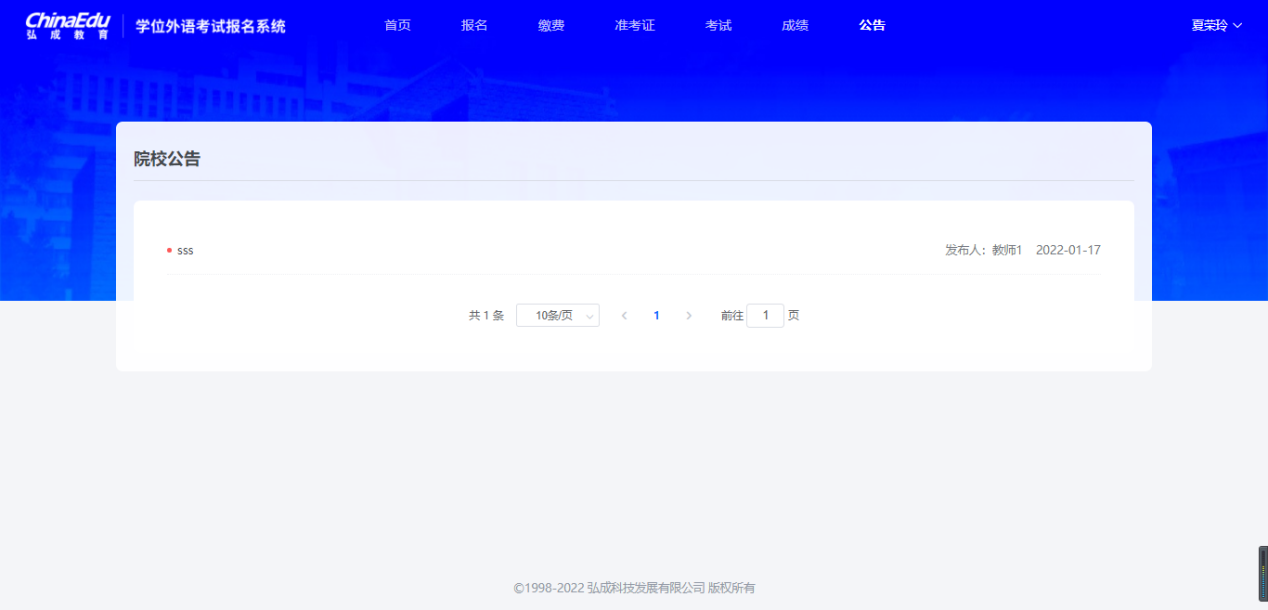 ChinaEdu 弘成教育 学位外语考试报名系统 首页 报名 缴费 准考证 考试 成绩 公告 夏荣玲
院校公告
sss 发布人：教师1 2022-01-17
共 1 条 10条/页 1 前往 1 页
©1998-2022 弘成科技发展有限公司 版权所有